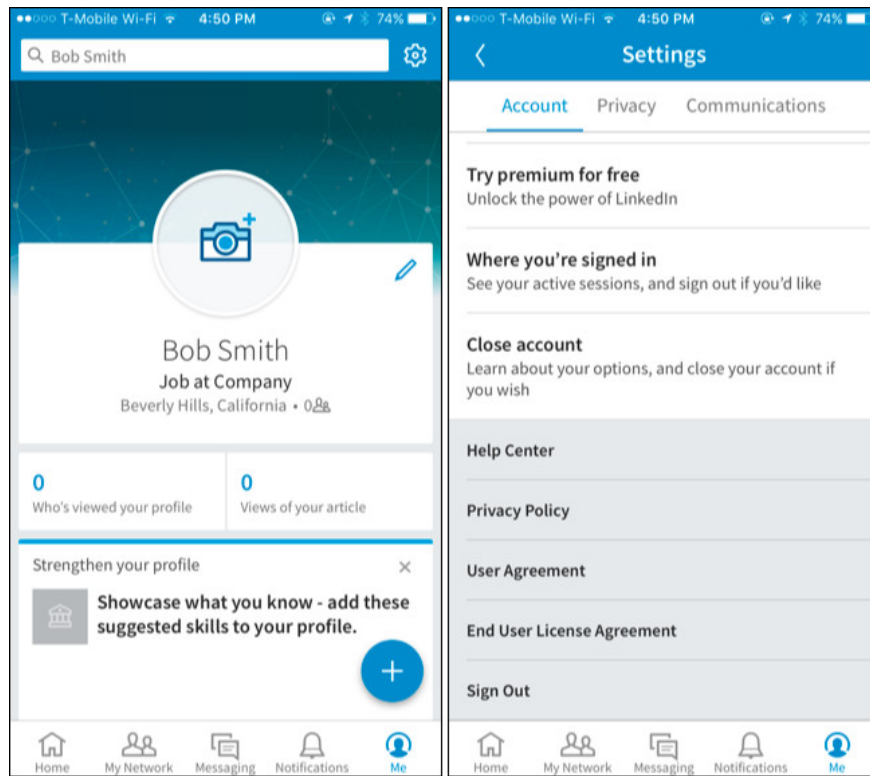 T-Mobile Wi-Fi 4:50 PM 74%
Bob Smith
Bob Smith
Job at Company
Beverly Hills, California • 0
0
Who's viewed your profile
0
Views of your article
Strengthen your profile
Showcase what you know - add these
suggested skills to your profile.
Home My Network Messaging Notifications Me
T-Mobile Wi-Fi 4:50 PM 74%
Settings
Account Privacy Communications
Try premium for free
Unlock the power of LinkedIn
Where you’re signed in
See your active sessions, and sign out if you’d like
Close account
Learn about your options, and close your account if
you wish
Help Center
Privacy Policy
User Agreement
End User License Agreement
Sign Out
Home My Network Messaging Notifications Me